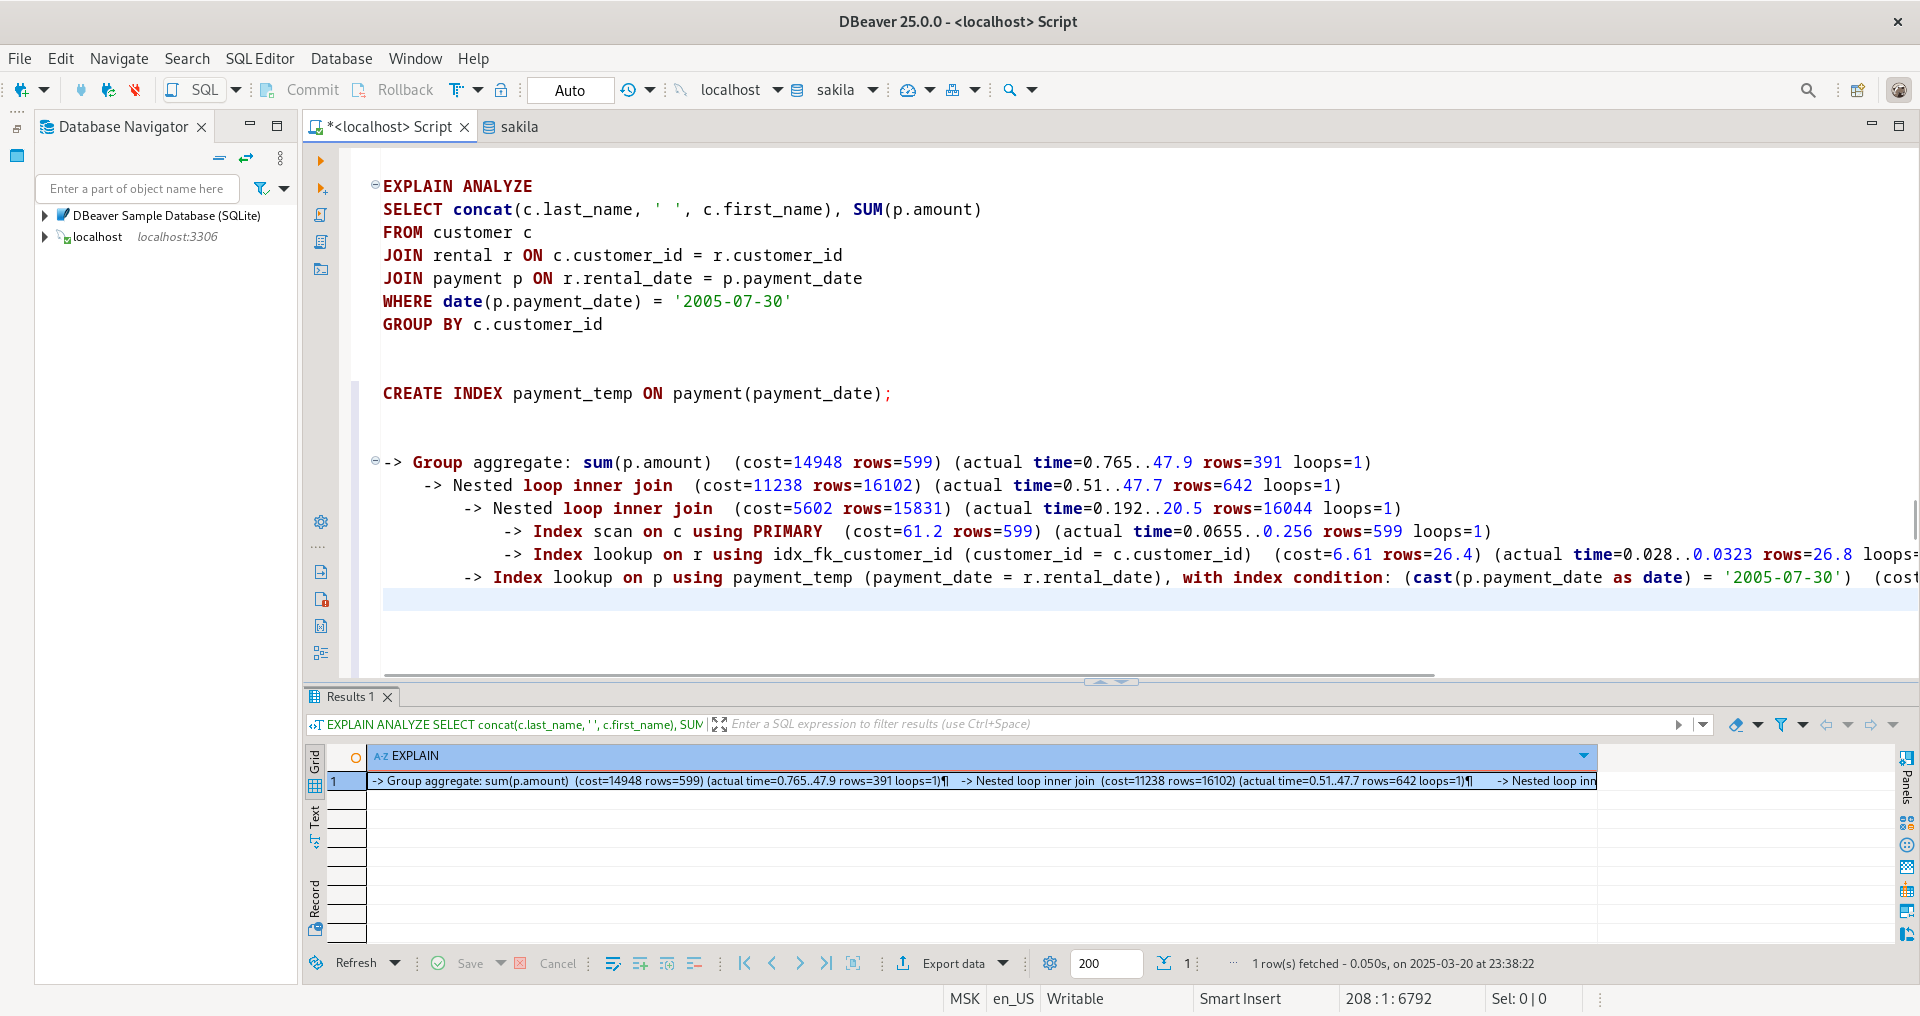 DBeaver 25.0.0 - <localhost> Script
File Edit Navigate Search SQL Editor Database Window Help
SQL Commit Rollback Auto localhost sakila
Database Navigator
*<localhost> Script sakila
Enter a part of object name here
DBeaver Sample Database (SQLite)
localhost localhost:3306
EXPLAIN ANALYZE
SELECT concat(c.last_name, ' ', c.first_name), SUM(p.amount)
FROM customer c
JOIN rental r ON c.customer_id = r.customer_id
JOIN payment p ON r.rental_date = p.payment_date
WHERE date(p.payment_date) = '2005-07-30'
GROUP BY c.customer_id
CREATE INDEX payment_temp ON payment(payment_date);
-> Group aggregate: sum(p.amount)  (cost=14948 rows=599) (actual time=0.765..47.9 rows=391 loops=1)
-> Nested loop inner join  (cost=11238 rows=16102) (actual time=0.51..47.7 rows=642 loops=1)
-> Nested loop inner join  (cost=5602 rows=15831) (actual time=0.192..20.5 rows=16044 loops=1)
-> Index scan on c using PRIMARY  (cost=61.2 rows=599) (actual time=0.0655..0.256 rows=599 loops=1)
-> Index lookup on r using idx_fk_customer_id (customer_id = c.customer_id)  (cost=6.61 rows=26.4) (actual time=0.028..0.0323 rows=26.8 loops=
-> Index lookup on p using payment_temp (payment_date = r.rental_date), with index condition: (cast(p.payment_date as date) = '2005-07-30')  (cost
Results 1
EXPLAIN ANALYZE SELECT concat(c.last_name, ' ', c.first_name), SUM Enter a SQL expression to filter results (use Ctrl+Space)
Grid
Text
Record
A-Z EXPLAIN
1 -> Group aggregate: sum(p.amount)  (cost=14948 rows=599) (actual time=0.765..47.9 rows=391 loops=1)¶    -> Nested loop inner join  (cost=11238 rows=16102) (actual time=0.51..47.7 rows=642 loops=1)¶        -> Nested loop inn
Panels
Refresh Save Cancel Export data 200 1 1 row(s) fetched - 0.050s, on 2025-03-20 at 23:38:22
MSK en_US Writable Smart Insert 208 : 1 : 6792 Sel: 0 | 0